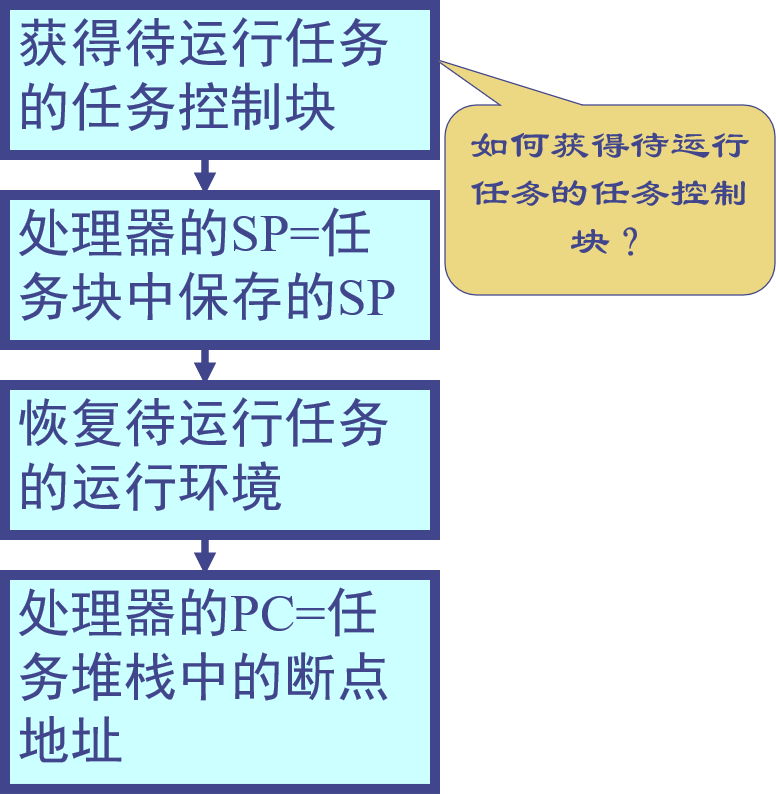 获得待运行任务
的任务控制块
如何获得待运行
任务的任务控制
块？
处理器的SP=任
务块中保存的SP
恢复待运行任务
的运行环境
处理器的PC=任
务堆栈中的断点
地址